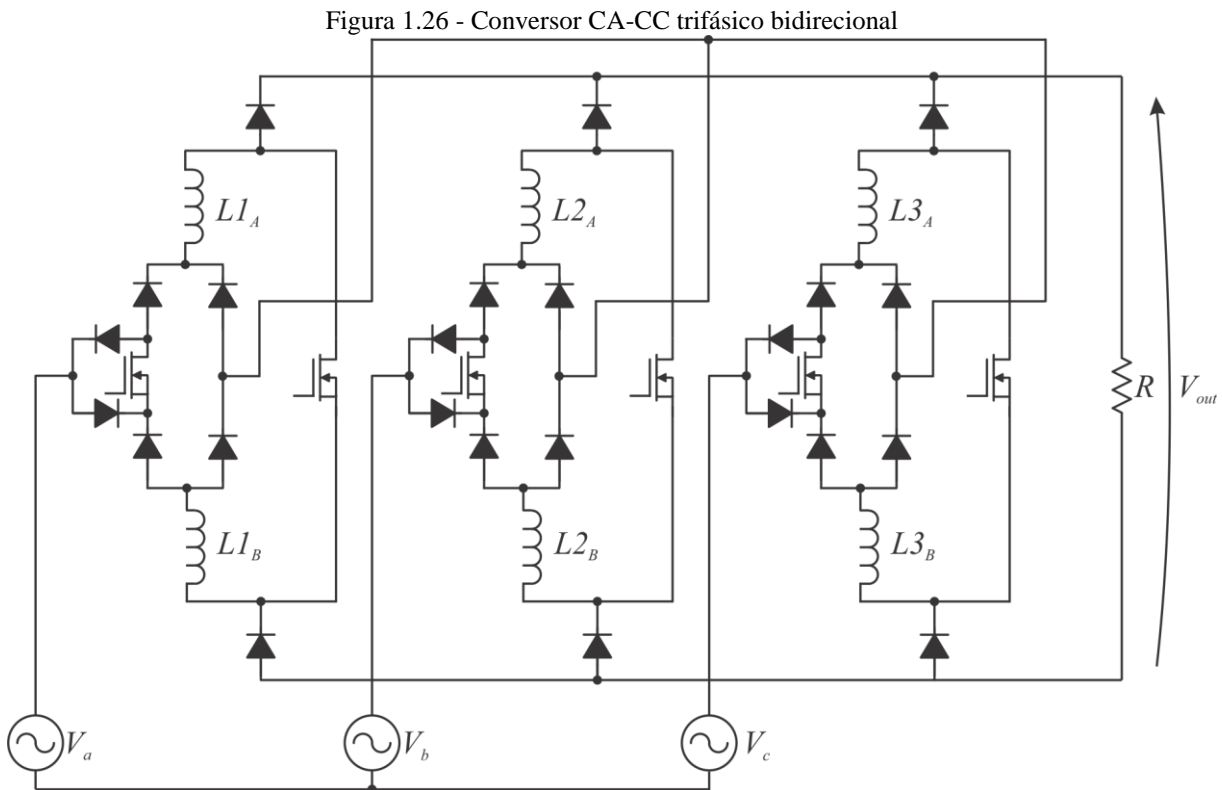 Figura 1.26 - Conversor CA-CC trifásico bidirecional
L1A
L2A
L3A
R
Vout
L1B
L2B
L3B
Va
Vb
Vc